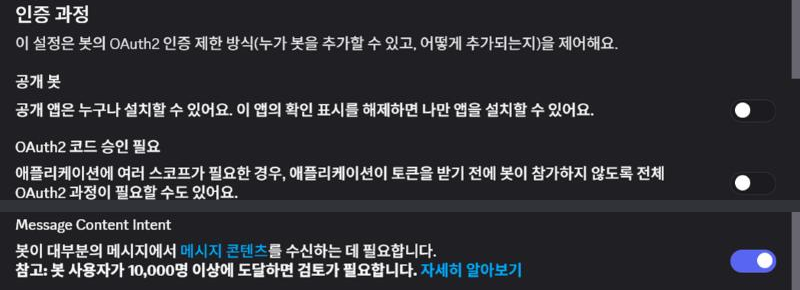 인증 과정
이 설정은 봇의 OAuth2 인증 제한 방식(누가 봇을 추가할 수 있고, 어떻게 추가되는지)을 제어해요.
공개 봇
공개 앱은 누구나 설치할 수 있어요. 이 앱의 확인 표시를 해제하면 나만 앱을 설치할 수 있어요.
OAuth2 코드 승인 필요
애플리케이션에 여러 스코프가 필요한 경우, 애플리케이션이 토큰을 받기 전에 봇이 참가하지 않도록 전체
OAuth2 과정이 필요할 수도 있어요.
Message Content Intent
봇이 대부분의 메시지에서 메시지 콘텐츠를 수신하는 데 필요합니다.
참고: 봇 사용자가 10,000명 이상에 도달하면 검토가 필요합니다. 자세히 알아보기